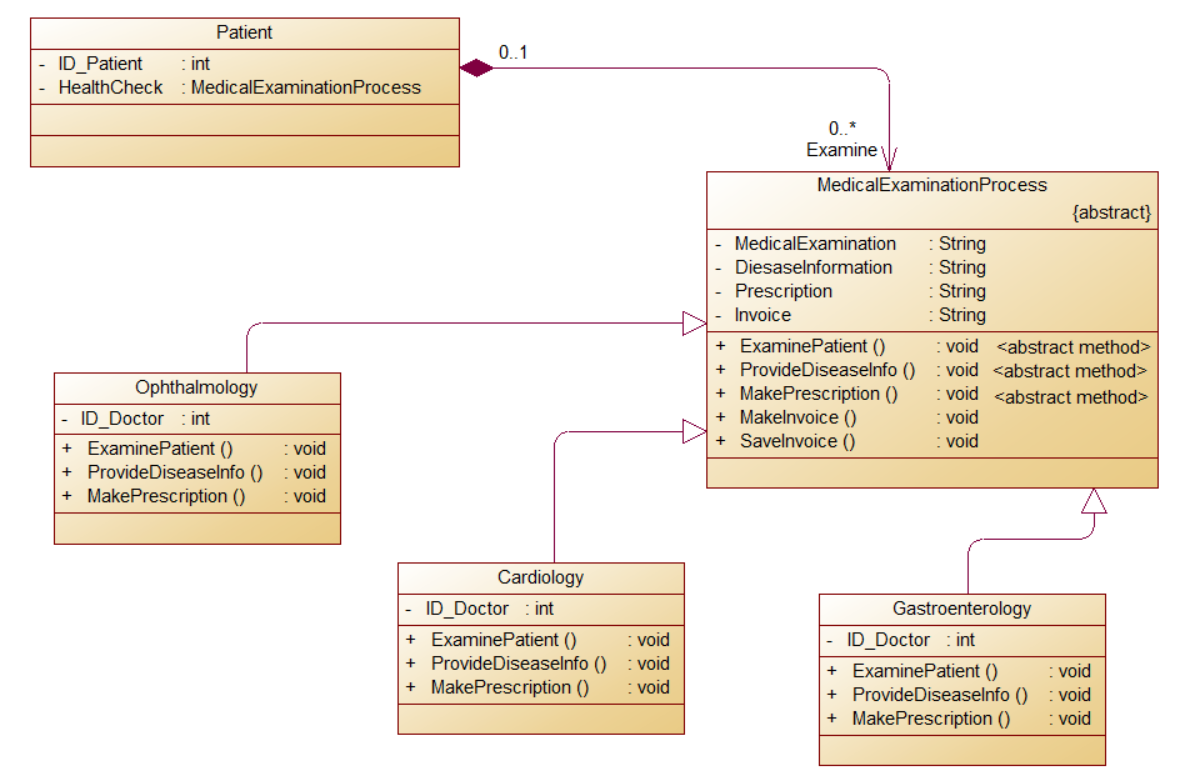 Patient
- ID_Patient : int
- HealthCheck : MedicalExaminationProcess
0..1
0..*
Examine
MedicalExaminationProcess
{abstract}
- MedicalExamination : String
- DiesaseInformation : String
- Prescription : String
- Invoice : String
+ ExaminePatient () : void <abstract method>
+ ProvideDiseaseInfo () : void <abstract method>
+ MakePrescription () : void <abstract method>
+ MakeInvoice () : void
+ SaveInvoice () : void
Ophthalmology
- ID_Doctor : int
+ ExaminePatient () : void
+ ProvideDiseaseInfo () : void
+ MakePrescription () : void
Cardiology
- ID_Doctor : int
+ ExaminePatient () : void
+ ProvideDiseaseInfo () : void
+ MakePrescription () : void
Gastroenterology
- ID_Doctor : int
+ ExaminePatient () : void
+ ProvideDiseaseInfo () : void
+ MakePrescription () : void